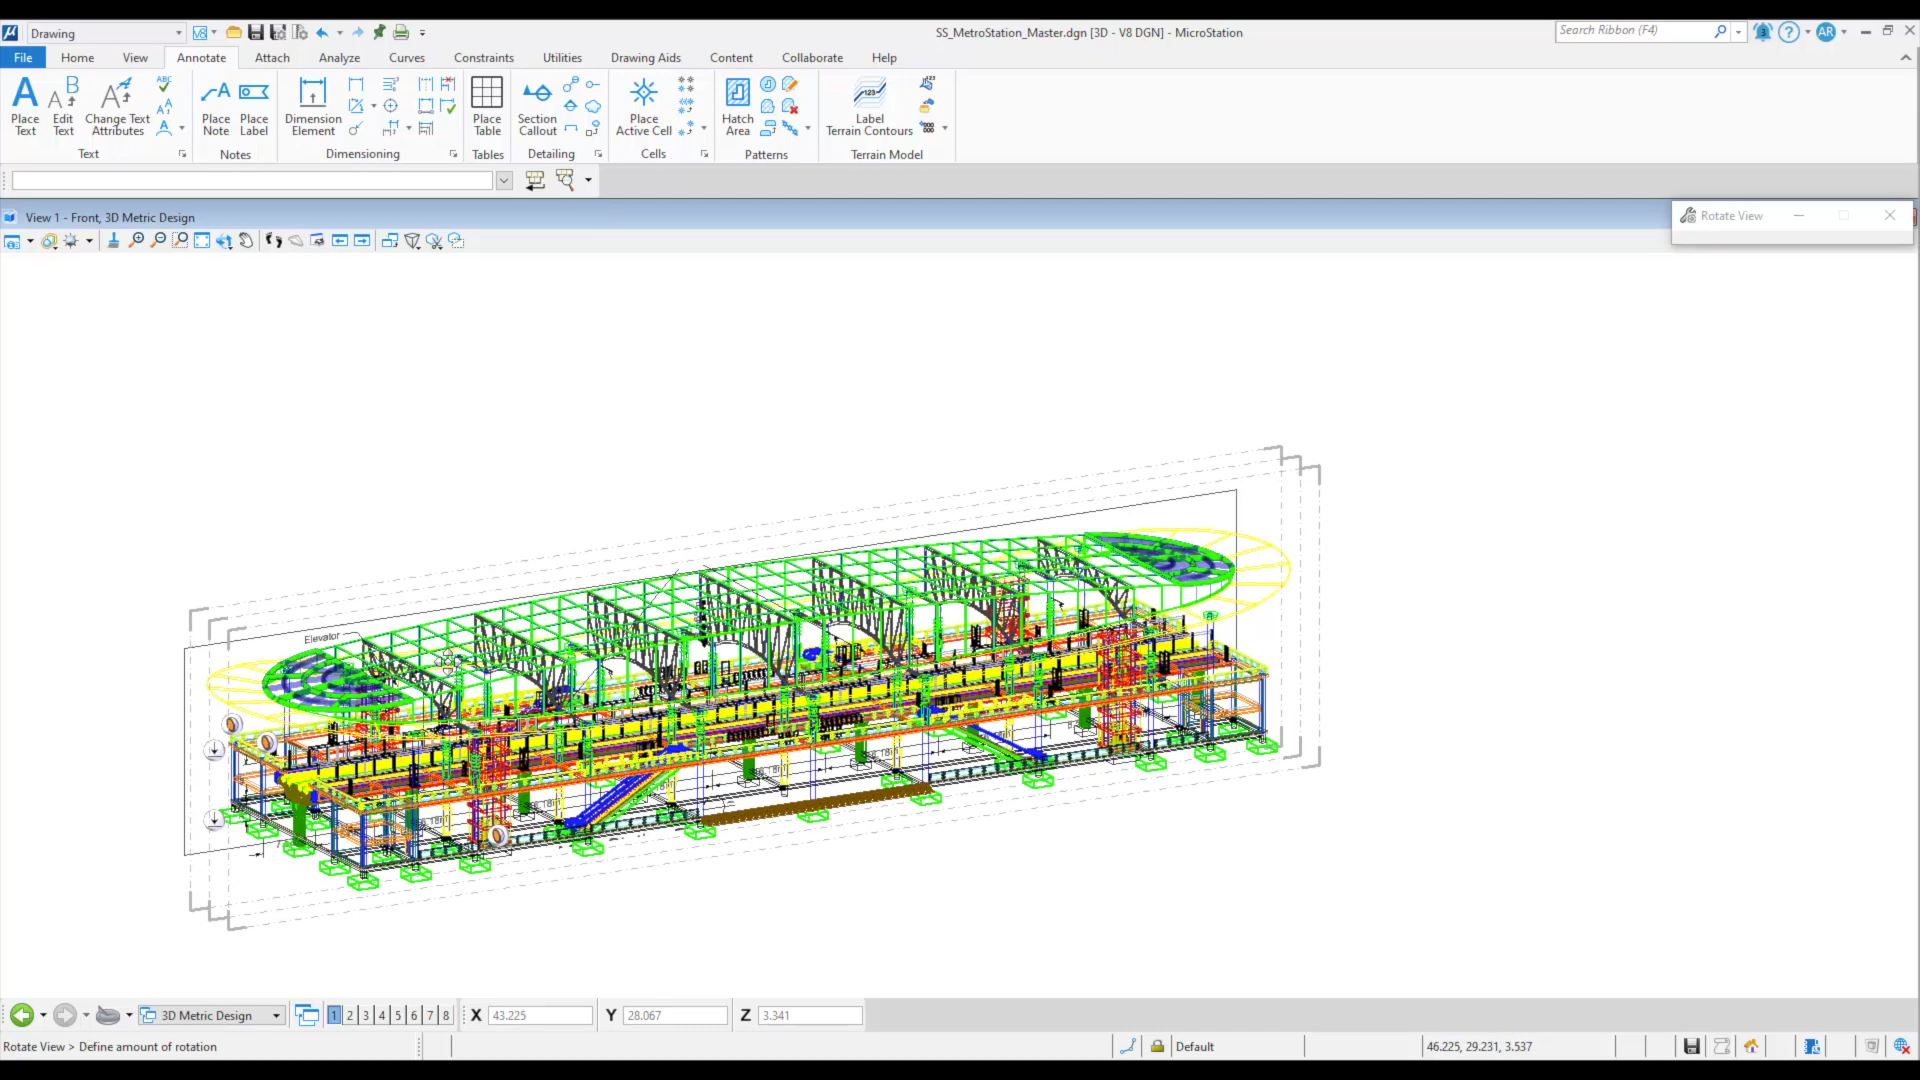 Drawing
SS_MetroStation_Master.dgn [3D - V8 DGN] - MicroStation
Search Ribbon (F4)
AR
File
Home
View
Annotate
Attach
Analyze
Curves
Constraints
Utilities
Drawing Aids
Content
Collaborate
Help
Place Text
Edit Text
Change Text Attributes
Place Note
Place Label
Dimension Element
Place Table
Section Callout
Place Active Cell
Hatch Area
Label Terrain Contours
Text
Notes
Dimensioning
Tables
Detailing
Cells
Patterns
Terrain Model
View 1 - Front, 3D Metric Design
Rotate View
Elevator
3D Metric Design
1 2 3 4 5 6 7 8
X 43.225
Y 28.067
Z 3.341
Rotate View > Define amount of rotation
Default
46.225, 29.231, 3.537